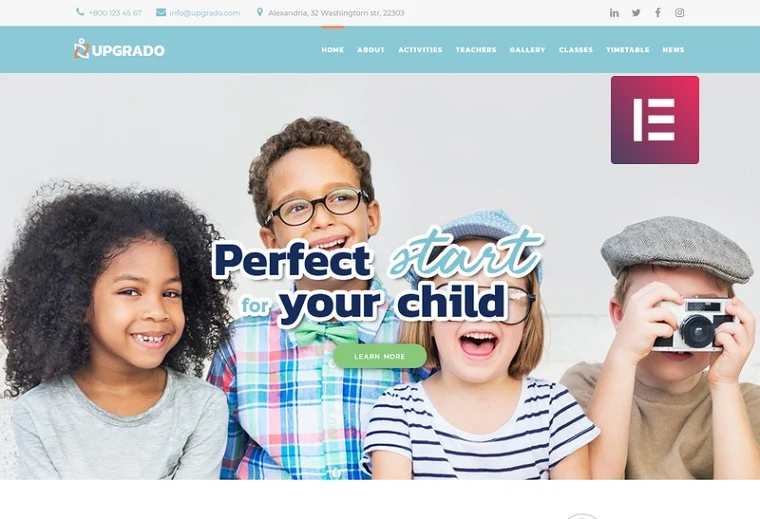 +800 123 45 67 info@upgrado.com Alexandria, 32 Washingtom str, 22303
UPGRADO HOME ABOUT ACTIVITIES TEACHERS GALLERY CLASSES TIMETABLE NEWS
Perfect start
for your child
LEARN MORE